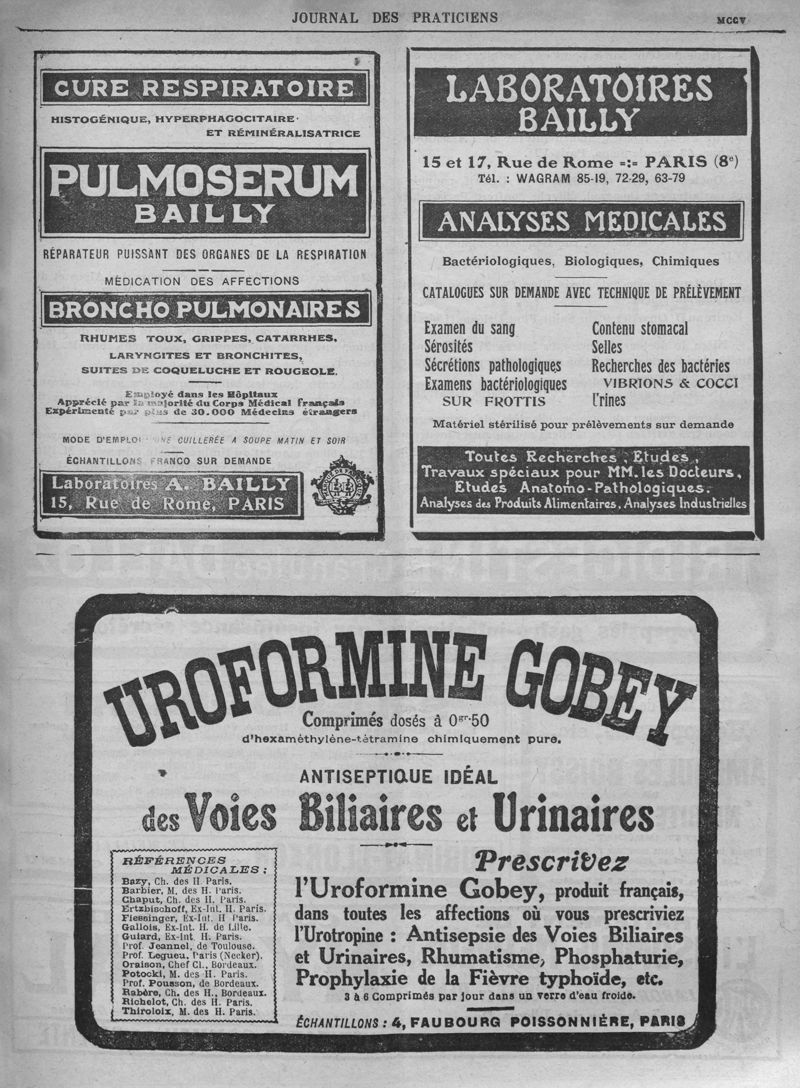 JOURNAL DES PRATICIENS
MCCV
CURE RESPIRATOIRE
HISTOGÉNIQUE, HYPERPHAGOCITAIRE
ET RÉMINÉRALISATRICE
PULMOSERUM
BAILLY
RÉPARATEUR PUISSANT DES ORGANES DE LA RESPIRATION
MÉDICATION DES AFFECTIONS
BRONCHO PULMONAIRES
RHUMES TOUX, GRIPPES, CATARRHES,
LARYNGITES ET BRONCHITES,
SUITES DE COQUELUCHE ET ROUGEOLE.
Employé dans les Hôpitaux
Apprécié par la majorité du Corps Médical français
Expérimenté par plus de 30.000 Médecins étrangers
MODE D'EMPLOI : UNE CUILLERÉE A SOUPE MATIN ET SOIR
ÉCHANTILLONS FRANCO SUR DEMANDE
Laboratoires A. BAILLY
15, Rue de Rome, PARIS
LABORATOIRES
BAILLY
15 et 17, Rue de Rome -:- PARIS (8e)
Tél. : WAGRAM 85-19, 72-29, 63-79
ANALYSES MEDICALES
Bactériologiques, Biologiques, Chimiques
CATALOGUES SUR DEMANDE AVEC TECHNIQUE DE PRÉLÈVEMENT
Examen du sang
Sérosités
Sécrétions pathologiques
Examens bactériologiques
SUR FROTTIS
Contenu stomacal
Selles
Recherches des bactéries
VIBRIONS & COCCI
Urines
Matériel stérilisé pour prélèvements sur demande
Toutes Recherches, Etudes,
Travaux spéciaux pour MM. les Docteurs,
Etudes Anatomo-Pathologiques.
Analyses des Produits Alimentaires, Analyses Industrielles
UROFORMINE GOBEY
Comprimés dosés à 0gr.50
d'hexaméthylène-tétramine chimiquement pure.
ANTISEPTIQUE IDÉAL
des Voies Biliaires et Urinaires
RÉFÉRENCES
MÉDICALES :
Bazy, Ch. des H Paris.
Barbier, M. des H. Paris.
Chaput, Ch. des H. Paris.
Ertzbischoff, Ex-Int. H. Paris.
Fiessinger, Ex-Int. H Paris.
Gallois, Ex-Int. H. de Lille.
Guiard, Ex-Int. H. Paris.
Prof. Jeannel, de Toulouse.
Prof. Legueu, Paris (Necker).
Oraison, Chef Cl., Bordeaux.
Potocki, M. des H. Paris.
Prof. Pousson, de Bordeaux.
Rabère, Ch. des H., Bordeaux.
Richelot, Ch. des H. Paris.
Thiroloix, M. des H. Paris.
Prescrivez
l'Uroformine Gobey, produit français,
dans toutes les affections où vous prescriviez
l'Urotropine : Antisepsie des Voies Biliaires
et Urinaires, Rhumatisme, Phosphaturie,
Prophylaxie de la Fièvre typhoïde, etc.
3 à 6 Comprimés par jour dans un verre d'eau froide.
ÉCHANTILLONS : 4, FAUBOURG POISSONNIÈRE, PARIS